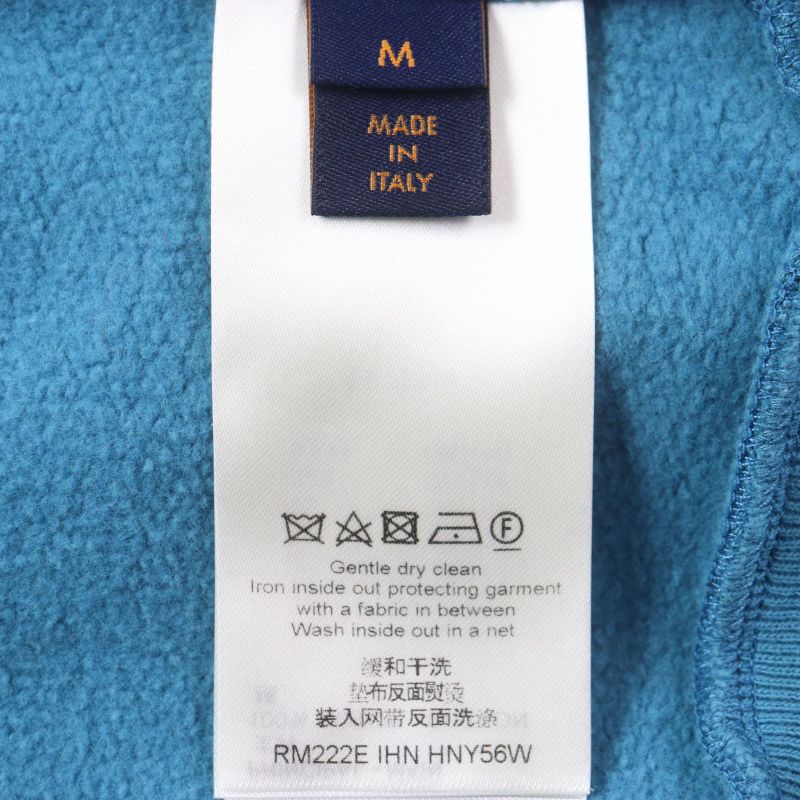 M
MADE
IN
ITALY
F
Gentle dry clean
Iron inside out protecting garment
with a fabric in between
Wash inside out in a net
缓和干洗
垫布反面熨烫
装入网带反面洗涤
RM222E IHN HNY56W